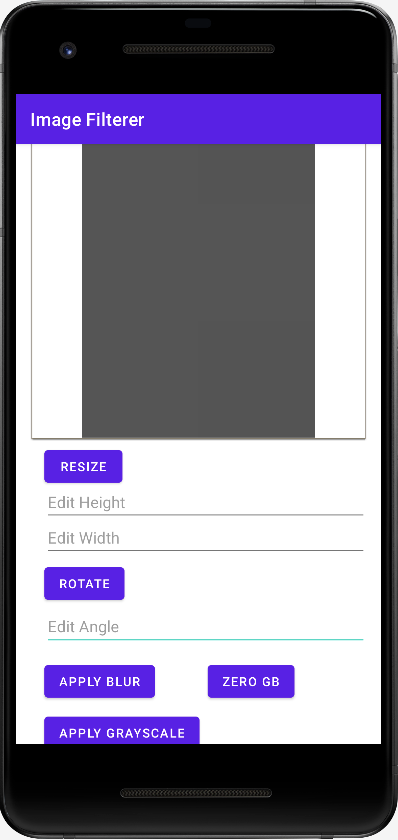 Image Filterer
RESIZE
Edit Height
Edit Width
ROTATE
Edit Angle
APPLY BLUR ZERO GB
APPLY GRAYSCALE